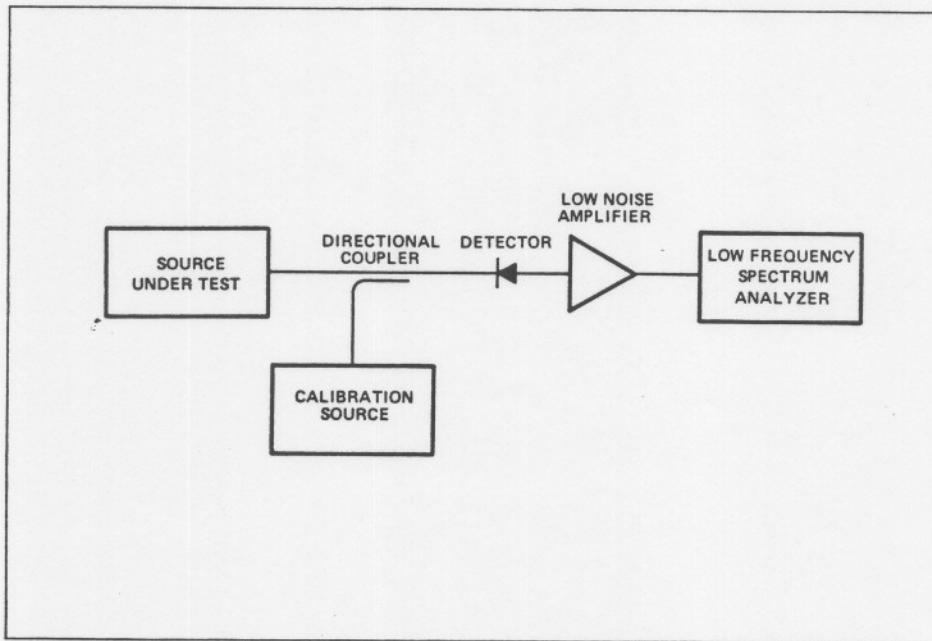 LOW NOISE
AMPLIFIER
DIRECTIONAL
COUPLER
DETECTOR
SOURCE
UNDER TEST
LOW FREQUENCY
SPECTRUM
ANALYZER
CALIBRATION
SOURCE